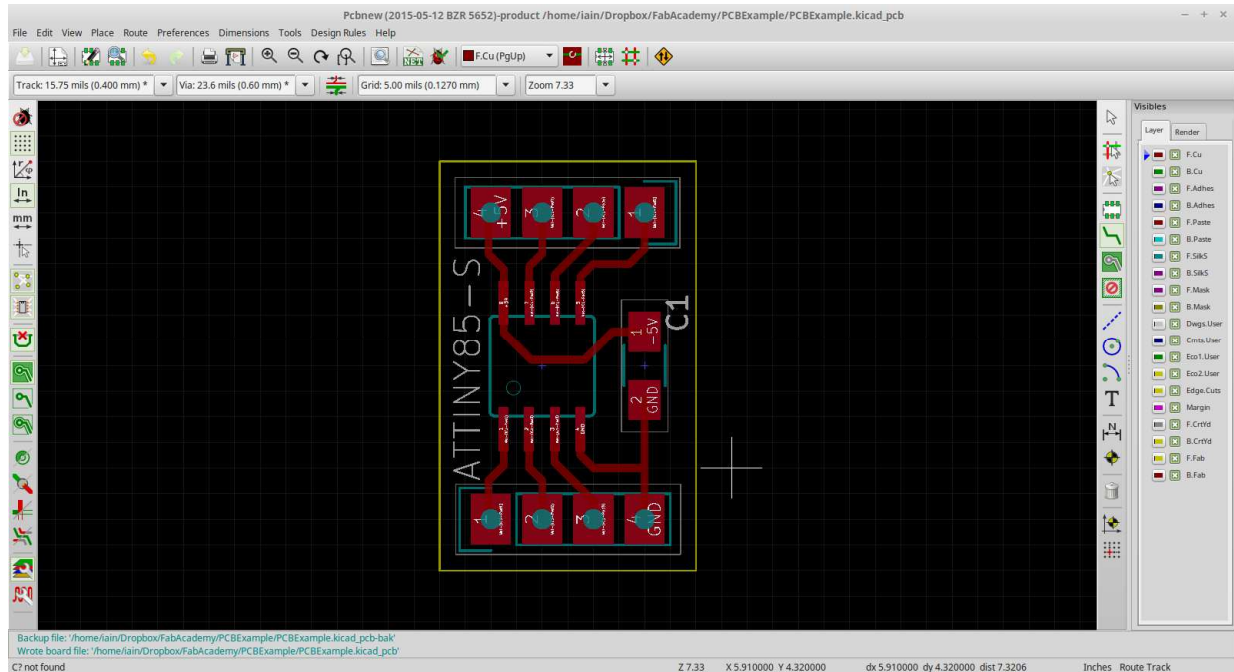 Pcbnew (2015-05-12 BZR 5652)-product /home/iain/Dropbox/FabAcademy/PCBExample/PCBExample.kicad_pcb
File Edit View Place Route Preferences Dimensions Tools Design Rules Help
NET F.Cu (PgUp)
Track: 15.75 mils (0.400 mm) * Via: 23.6 mils (0.60 mm) * Grid: 5.00 mils (0.1270 mm) Zoom 7.33
Visibles
Layer Render
F.Cu
B.Cu
F.Adhes
B.Adhes
F.Paste
B.Paste
F.SilkS
B.SilkS
F.Mask
B.Mask
Dwgs.User
Cmts.User
Eco1.User
Eco2.User
Edge.Cuts
Margin
F.CrtYd
B.CrtYd
F.Fab
B.Fab
In
mm
T
N
4 3 2 1
+5V
ATTINY85-S
C1
1
2 GND
1 2 3 4
GND
Backup file: '/home/iain/Dropbox/FabAcademy/PCBExample/PCBExample.kicad_pcb-bak'
Wrote board file: '/home/iain/Dropbox/FabAcademy/PCBExample/PCBExample.kicad_pcb'
C? not found Z 7.33 X 5.910000 Y 4.320000 dx 5.910000 dy 4.320000 dist 7.3206 Inches Route Track